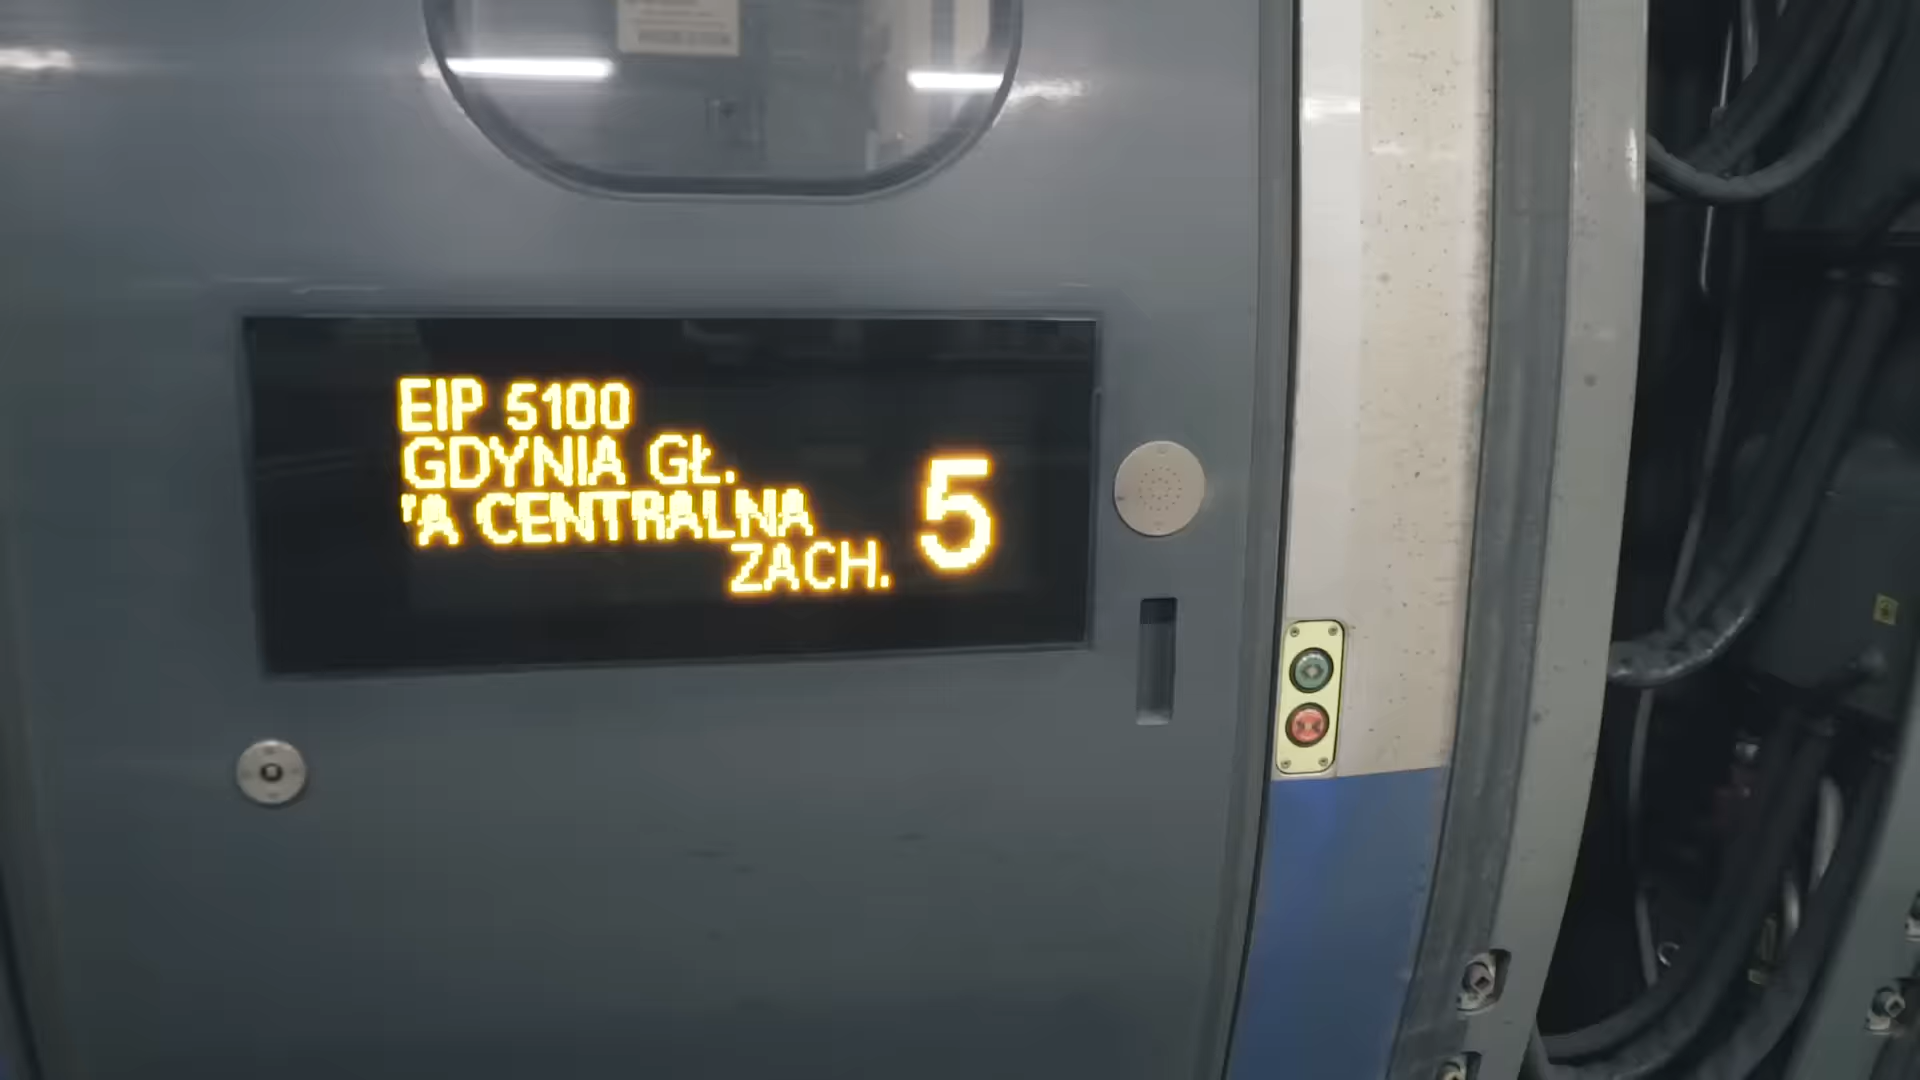 EIP 5100
GDYNIA GŁ.
'A CENTRALNA
ZACH.
5